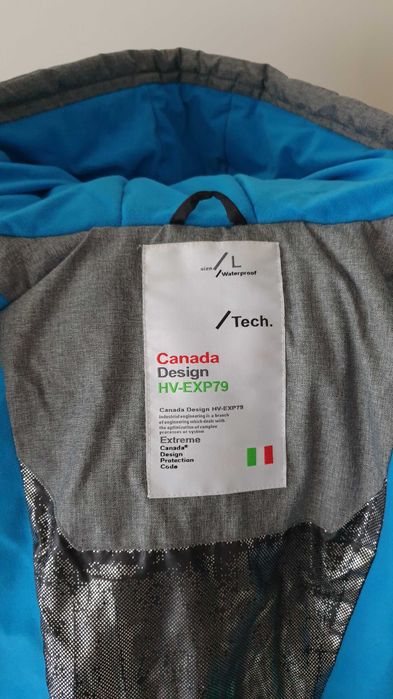 size/L
/Waterproof
/Tech.
Canada
Design
HV-EXP79
Canada Design HV-EXP79
Industrial engineering is a branch
of engineering which deals with
the optimization of complex
processes or system
Extreme
Canada®
Design
Protection
Code